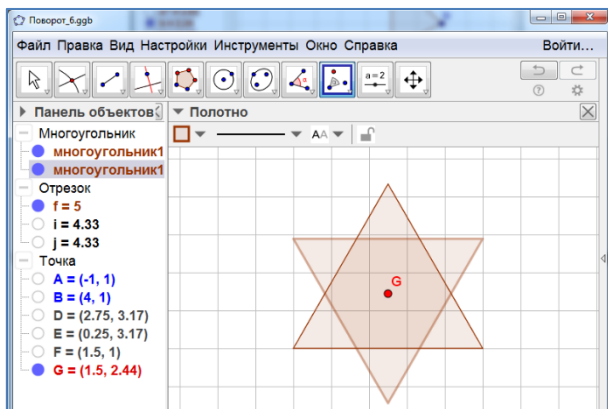 Поворот_6.ggb
Файл Правка Вид Настройки Инструменты Окно Справка Войти...
a = 2
Панель объектов
Полотно
AA
Многоугольник
многоугольник1
многоугольник1
Отрезок
f = 5
i = 4.33
j = 4.33
Точка
A = (-1, 1)
B = (4, 1)
D = (2.75, 3.17)
E = (0.25, 3.17)
F = (1.5, 1)
G = (1.5, 2.44)
G